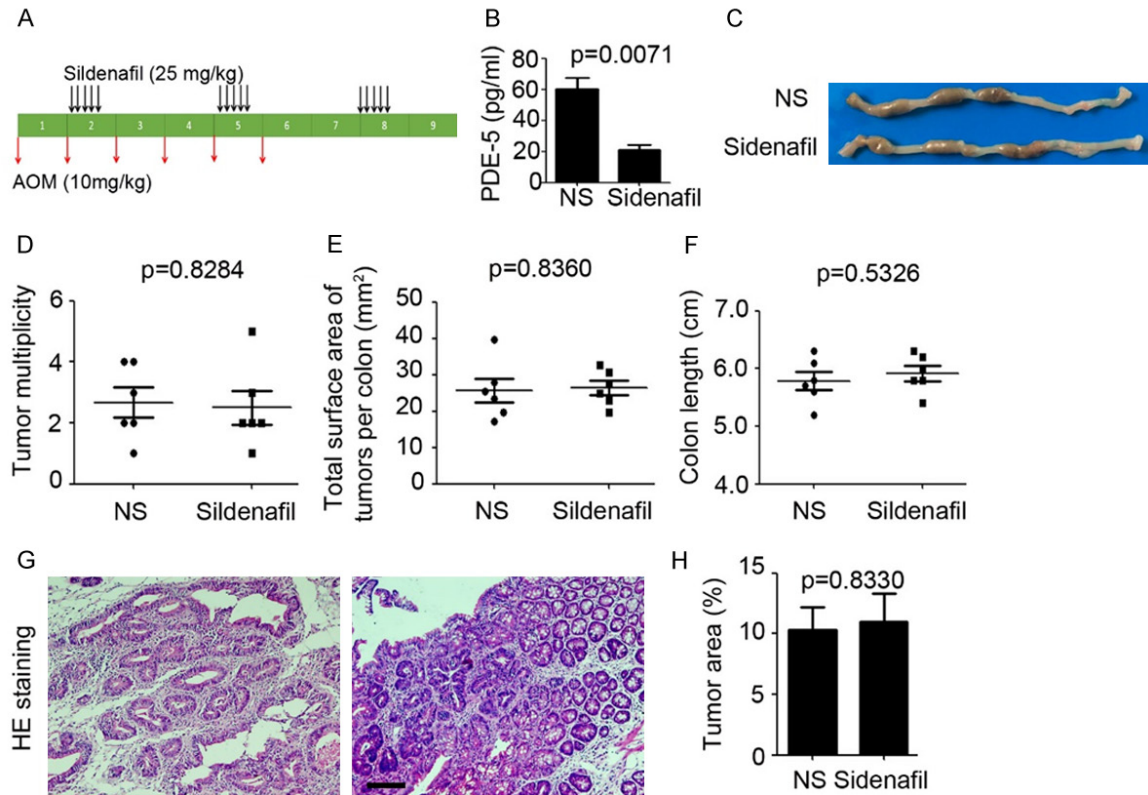 A
Sildenafil (25 mg/kg)
1 2 3 4 5 6 7 8 9
AOM (10mg/kg)
B
p=0.0071
PDE-5 (pg/ml)
80
60
40
20
0
NS Sidenafil
C
NS
Sidenafil
D
p=0.8284
Tumor multiplicity
6
4
2
0
NS Sildenafil
E
p=0.8360
Total surface area of
tumors per colon (mm²)
50
40
30
20
10
0
NS Sildenafil
F
p=0.5326
Colon length (cm)
7.0
6.0
5.0
4.0
NS Sildenafil
G
HE staining
H
p=0.8330
Tumor area (%)
15
10
15
0
NS Sidenafil